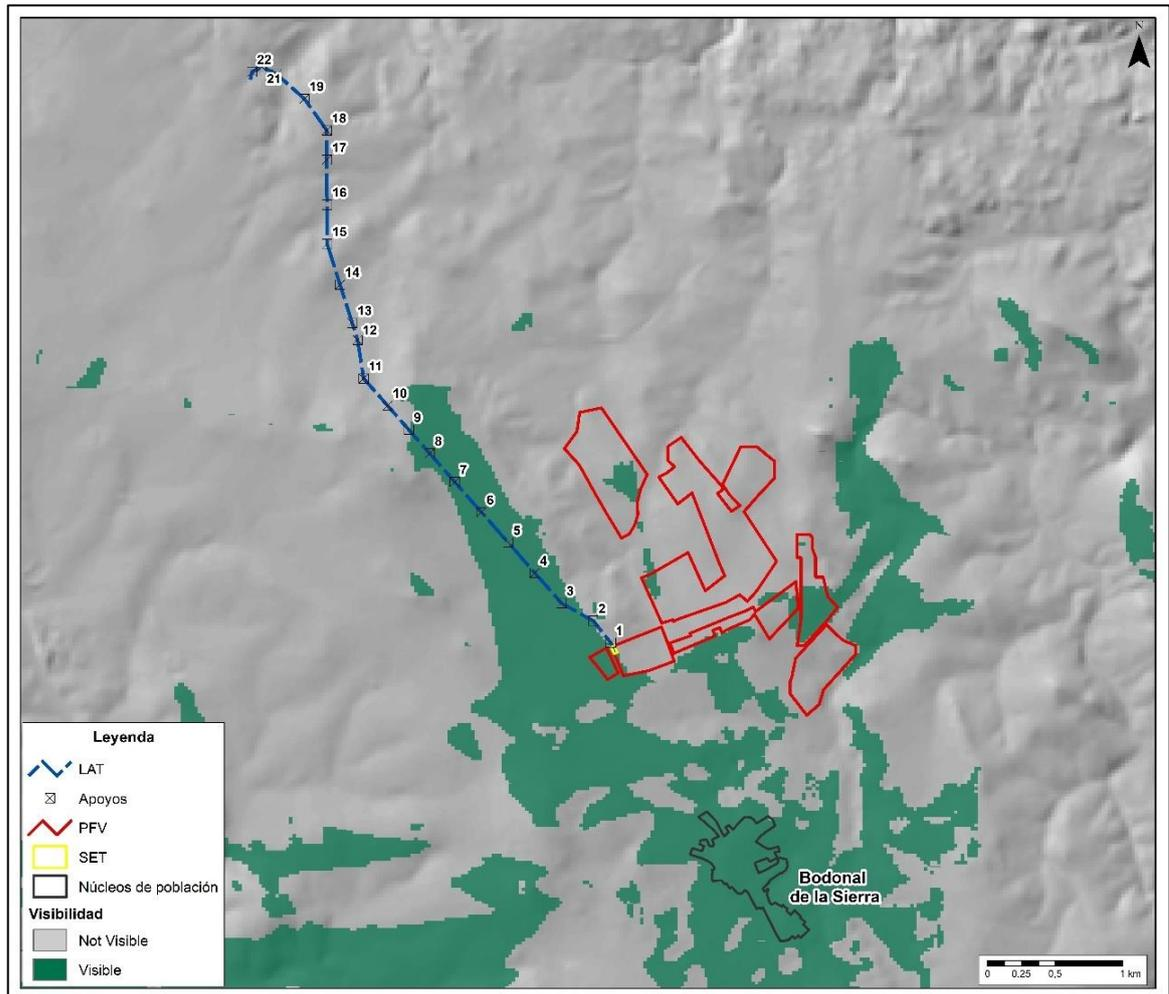 N
22
21
19
18
17
16
15
14
13
12
11
10
9
8
7
6
5
4
3
2
1
Bodonal
de la Sierra
Leyenda
LAT
Apoyos
PFV
SET
Núcleos de población
Visibilidad
Not Visible
Visible
0 0.25 0,5 1 km